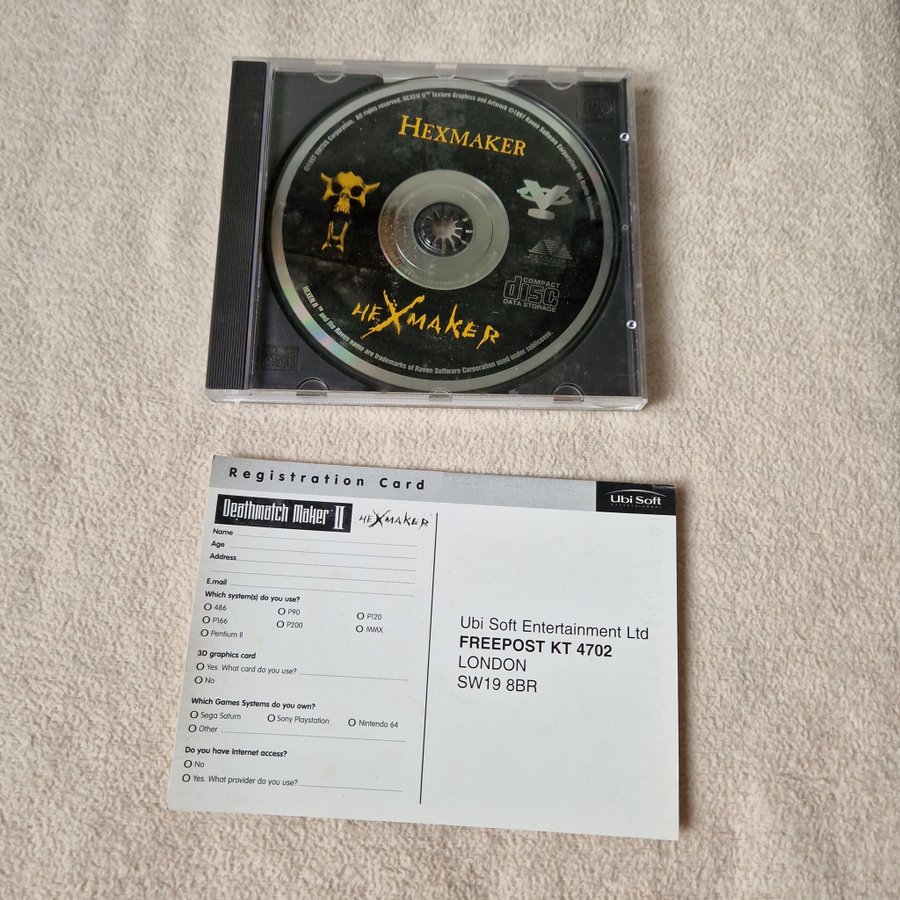 ©1997 VIRTUS Corporation. All rights reserved. HEXEN II™ Texture Graphics and Artwork ©1997 Raven Software Corporation. All Rights
HEXMAKER
COMPACT
disc
DATA STORAGE
HEXMAKER
HEXEN II™ and the Raven name are trademarks of Raven Software Corporation used under sublicense.
Registration Card
Ubi Soft
ENTERTAINMENT
Deathmatch Maker II
HEXMAKER
Name
Age
Address
E.mail
Which system(s) do you use?
486 P90 P120
P166 P200 MMX
Pentium II
3D graphics card
Yes. What card do you use?
No
Which Games Systems do you own?
Sega Saturn Sony Playstation Nintendo 64
Other
Do you have Internet access?
No
Yes. What provider do you use?
Ubi Soft Entertainment Ltd
FREEPOST KT 4702
LONDON
SW19 8BR